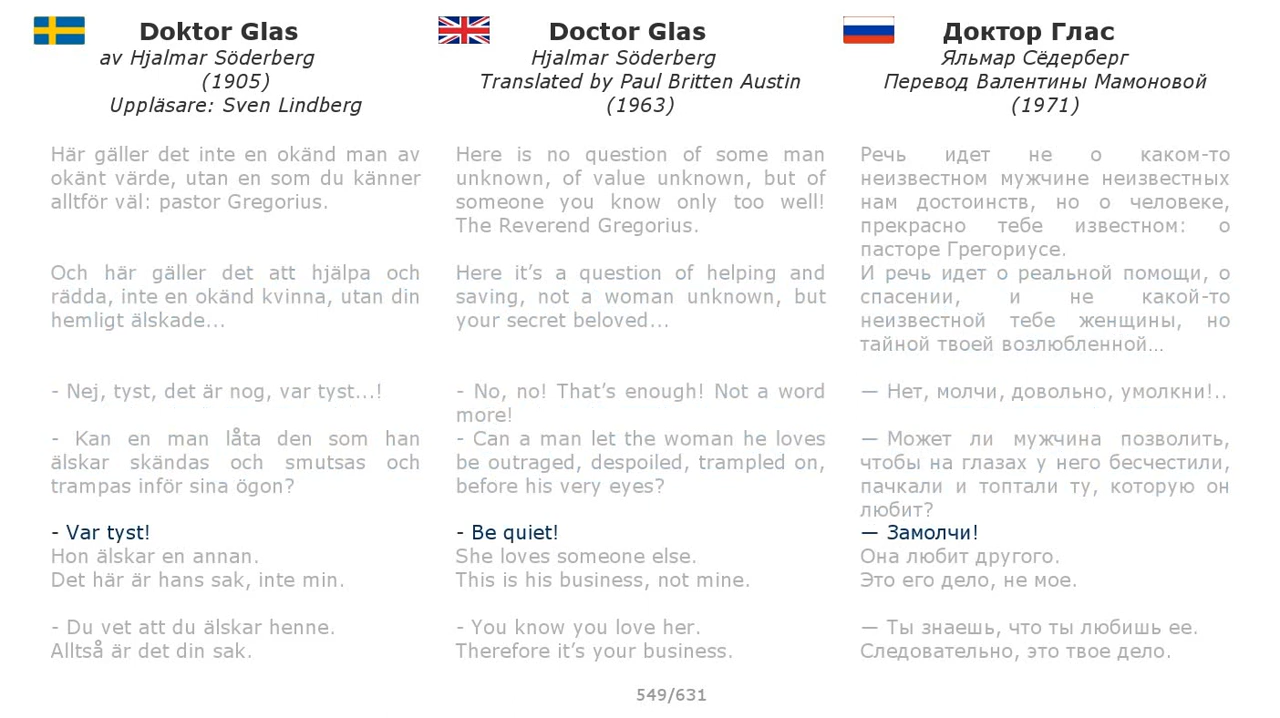 Doktor Glas
av Hjalmar Söderberg
(1905)
Uppläsare: Sven Lindberg
Här gäller det inte en okänd man av
okänt värde, utan en som du känner
alltför väl: pastor Gregorius.
Och här gäller det att hjälpa och
rädda, inte en okänd kvinna, utan din
hemligt älskade...
- Nej, tyst, det är nog, var tyst...!
- Kan en man låta den som han
älskar skändas och smutsas och
trampas inför sina ögon?
- Var tyst!
Hon älskar en annan.
Det här är hans sak, inte min.
- Du vet att du älskar henne.
Alltså är det din sak.
Doctor Glas
Hjalmar Söderberg
Translated by Paul Britten Austin
(1963)
Here is no question of some man
unknown, of value unknown, but of
someone you know only too well!
The Reverend Gregorius.
Here it’s a question of helping and
saving, not a woman unknown, but
your secret beloved...
- No, no! That’s enough! Not a word
more!
- Can a man let the woman he loves
be outraged, despoiled, trampled on,
before his very eyes?
- Be quiet!
She loves someone else.
This is his business, not mine.
- You know you love her.
Therefore it’s your business.
Доктор Глас
Яльмар Сёдерберг
Перевод Валентины Мамоновой
(1971)
Речь идет не о каком-то
неизвестном мужчине неизвестных
нам достоинств, но о человеке,
прекрасно тебе известном: о
пасторе Грегориусе.
И речь идет о реальной помощи, о
спасении, и не какой-то
неизвестной тебе женщины, но
тайной твоей возлюбленной…
— Нет, молчи, довольно, умолкни!..
— Может ли мужчина позволить,
чтобы на глазах у него бесчестили,
пачкали и топтали ту, которую он
любит?
— Замолчи!
Она любит другого.
Это его дело, не мое.
— Ты знаешь, что ты любишь ее.
Следовательно, это твое дело.
549/631